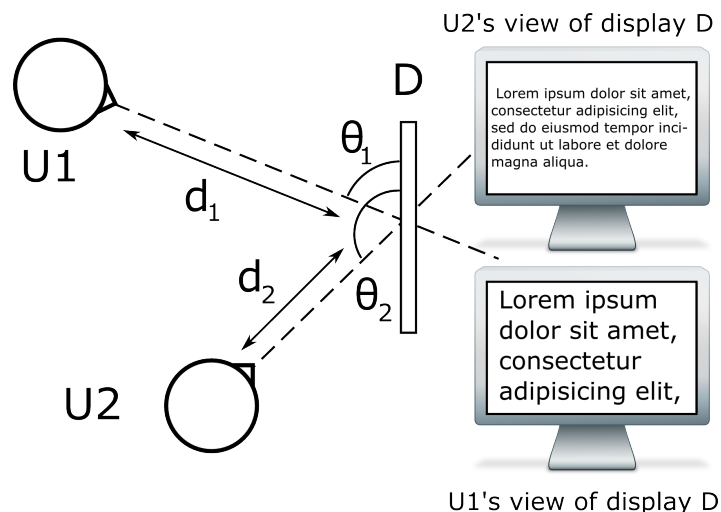 U2's view of display D
Lorem ipsum dolor sit amet,
consectetur adipisicing elit,
sed do eiusmod tempor inci-
didunt ut labore et dolore
magna aliqua.
D
θ1
U1
d1
d2
θ2
U2
Lorem ipsum
dolor sit amet,
consectetur
adipisicing elit,
U1's view of display D